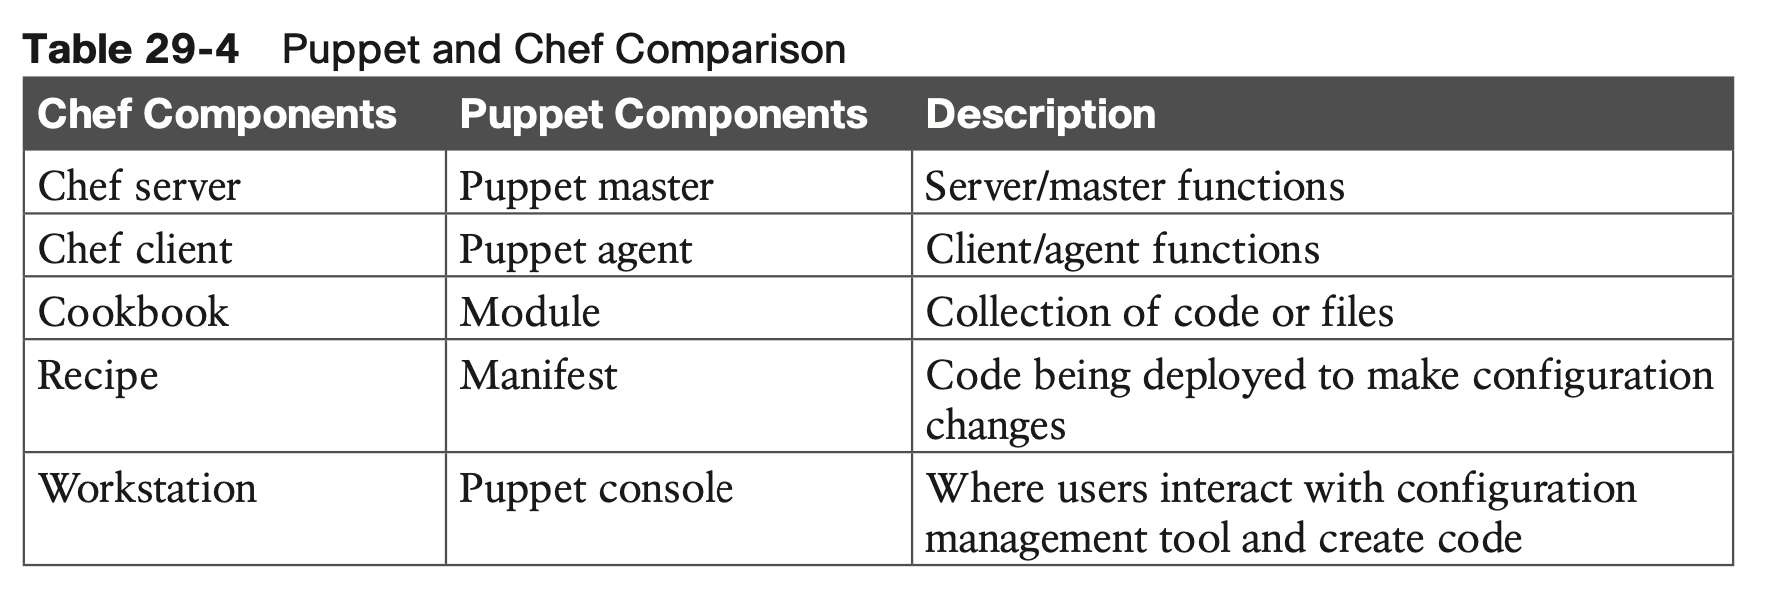 Table 29-4 Puppet and Chef Comparison
Chef Components Puppet Components Description
Chef server Puppet master Server/master functions
Chef client Puppet agent Client/agent functions
Cookbook Module Collection of code or files
Recipe Manifest Code being deployed to make configuration
changes
Workstation Puppet console Where users interact with configuration
management tool and create code